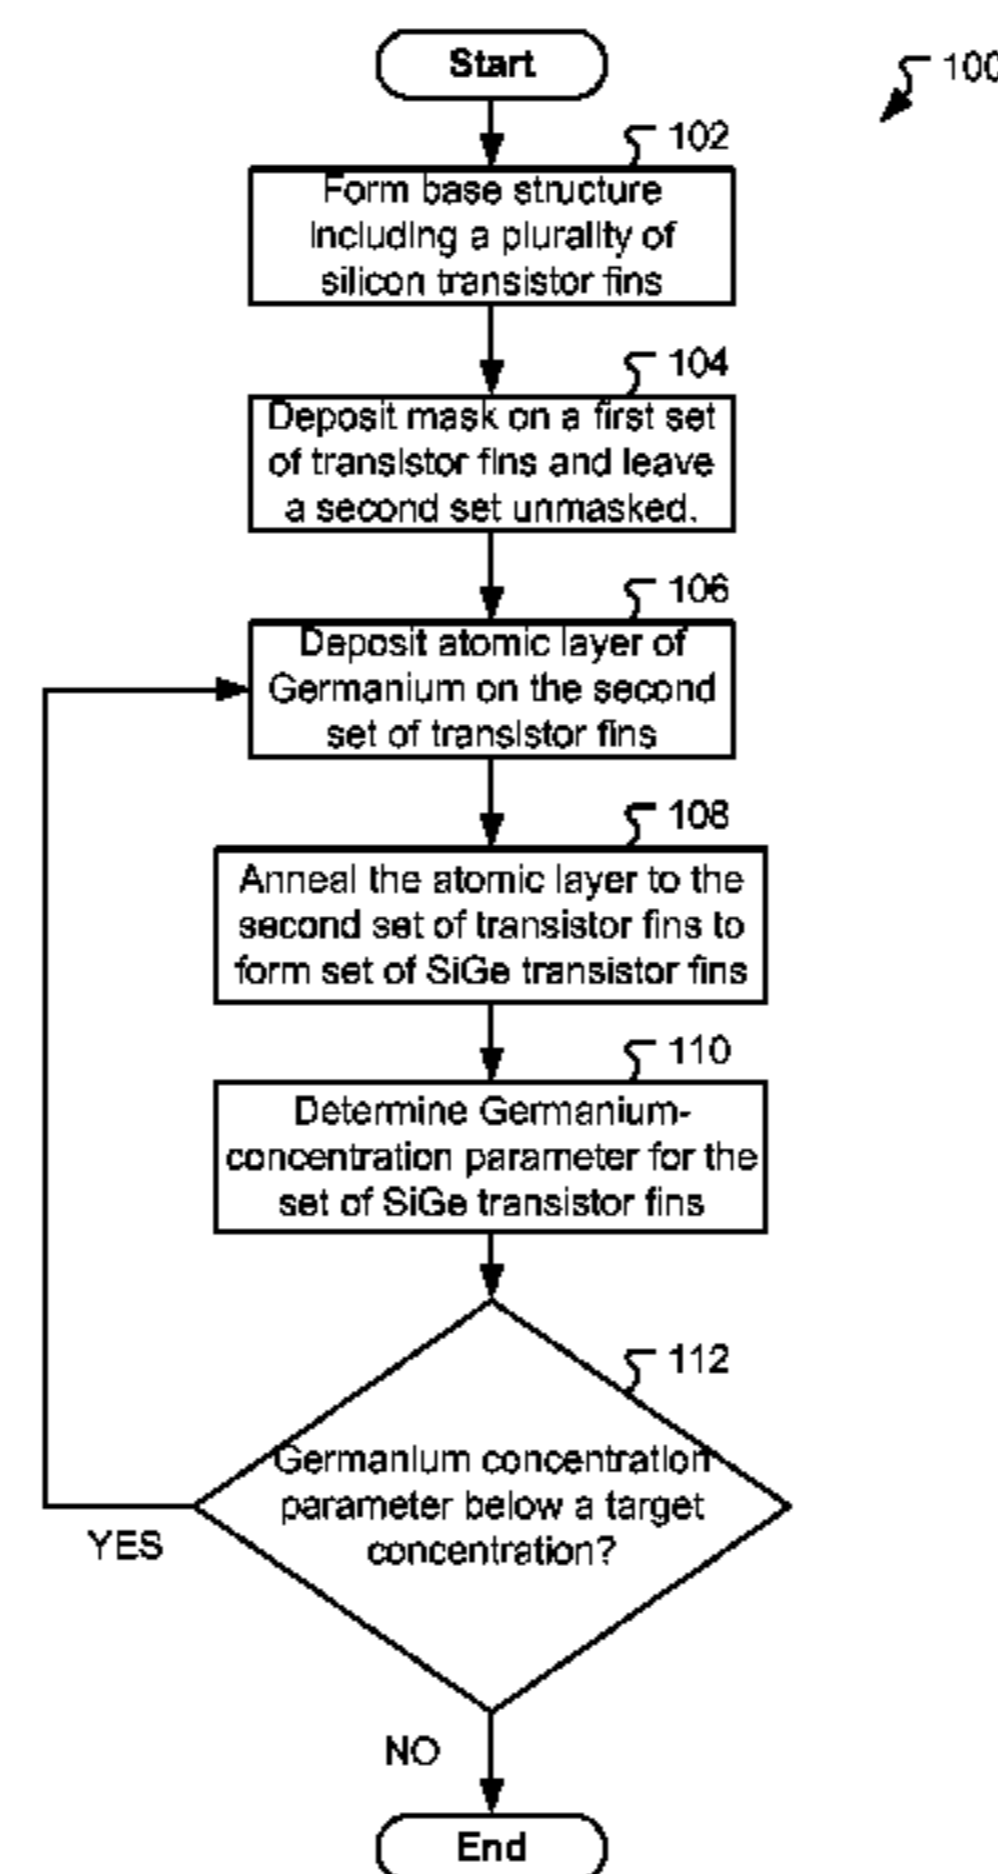 Start
100
102
Form base structure
including a plurality of
silicon transistor fins
104
Deposit mask on a first set
of transistor fins and leave
a second set unmasked.
106
Deposit atomic layer of
Germanium on the second
set of transistor fins
108
Anneal the atomic layer to the
second set of transistor fins to
form set of SiGe transistor fins
110
Determine Germanium-
concentration parameter for the
set of SiGe transistor fins
112
Germanium concentration
parameter below a target
concentration?
YES
NO
End